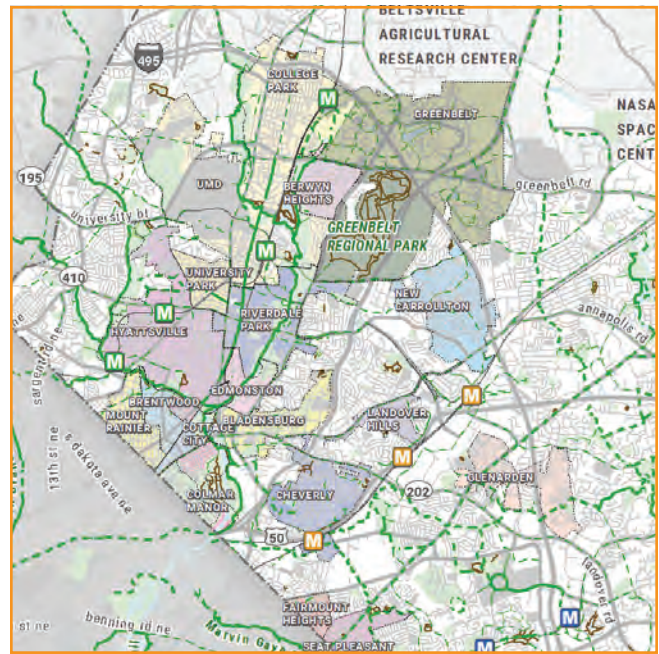 BELTSVILLE
AGRICULTURAL
RESEARCH CENTER
495
COLLEGE
PARK
M
GREENBELT
NASA
SPAC
CENT
195
UMD
BERWYN
HEIGHTS
greenbelt rd
university bl
GREENBELT
REGIONAL PARK
410
M
UNIVERSITY
PARK
NEW
CARROLLTON
M
RIVERDALE
PARK
annapolis rd
HYATTSVILLE
M
sargent rd ne
EDMONSTON
M
BRENTWOOD
MOUNT
RAINIER
COTTAGE
CITY
BLADENSBURG
LANDOVER
HILLS
13th st ne
s dakota ave ne
M
GLENARDEN
COLMAR
MANOR
CHEVERLY
202
50
M
landover rd
FAIRMOUNT
HEIGHTS
benning rd ne
st ne
Marvin Gaye
M
M
SEAT PLEASANT